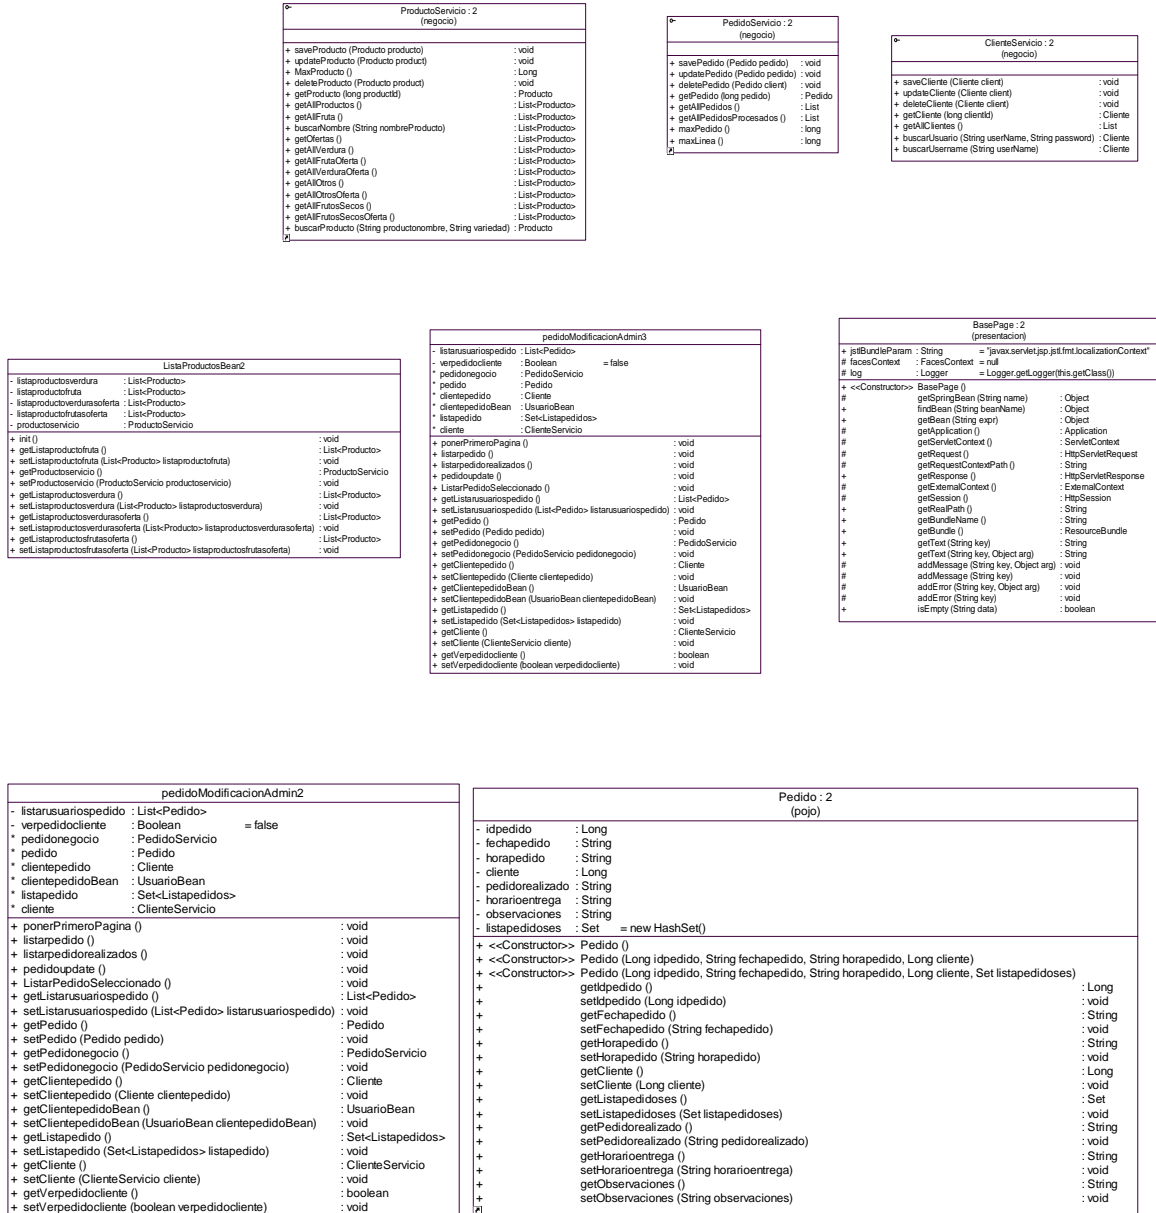 ProductoServicio : 2
(negocio)
+ saveProducto (Producto producto) : void
+ updateProducto (Producto product) : void
+ MaxProducto () : Long
+ deleteProducto (Producto product) : void
+ getProducto (long productId) : Producto
+ getAllProductos () : List<Producto>
+ getAllFruta () : List<Producto>
+ buscarNombre (String nombreProducto) : List<Producto>
+ getOfertas () : List<Producto>
+ getAllVerdura () : List<Producto>
+ getAllFrutaOferta () : List<Producto>
+ getAllVerduraOferta () : List<Producto>
+ getAllOtros () : List<Producto>
+ getAllOtrosOferta () : List<Producto>
+ getAllFrutosSecos () : List<Producto>
+ getAllFrutosSecosOferta () : List<Producto>
+ buscarProducto (String productonombre, String variedad) : Producto
PedidoServicio : 2
(negocio)
+ savePedido (Pedido pedido) : void
+ updatePedido (Pedido pedido) : void
+ deletePedido (Pedido client) : void
+ getPedido (long pedido) : Pedido
+ getAllPedidos () : List
+ getAllPedidosProcesados () : List
+ maxPedido () : long
+ maxLinea () : long
ClienteServicio : 2
(negocio)
+ saveCliente (Cliente client) : void
+ updateCliente (Cliente client) : void
+ deleteCliente (Cliente client) : void
+ getCliente (long clientId) : Cliente
+ getAllClientes () : List
+ buscarUsuario (String userName, String password) : Cliente
+ buscarUsername (String userName) : Cliente
ListaProductosBean2
- listaproductosverdura : List<Producto>
- listaproductofruta : List<Producto>
- listaproductoverdurasoferta : List<Producto>
- listaproductofrutasoferta : List<Producto>
- productoservicio : ProductoServicio
+ init () : void
+ getListaproductofruta () : List<Producto>
+ setListaproductofruta (List<Producto> listaproductofruta) : void
+ getProductoservicio () : ProductoServicio
+ setProductoservicio (ProductoServicio productoservicio) : void
+ getListaproductosverdura () : List<Producto>
+ setListaproductosverdura (List<Producto> listaproductosverdura) : void
+ getListaproductosverdurasoferta () : List<Producto>
+ setListaproductosverdurasoferta (List<Producto> listaproductosverdurasoferta) : void
+ getListaproductosfrutasoferta () : List<Producto>
+ setListaproductosfrutasoferta (List<Producto> listaproductosfrutasoferta) : void
pedidoModificacionAdmin3
- listarusuariospedido : List<Pedido>
- verpedidocliente : Boolean = false
* pedidonegocio : PedidoServicio
* pedido : Pedido
* clientepedido : Cliente
* clientepedidoBean : UsuarioBean
* listapedido : Set<Listapedidos>
* cliente : ClienteServicio
+ ponerPrimeroPagina () : void
+ listarpedido () : void
+ listarpedidorealizados () : void
+ pedidoupdate () : void
+ ListarPedidoSeleccionado () : void
+ getListarusuariospedido () : List<Pedido>
+ setListarusuariospedido (List<Pedido> listarusuariospedido) : void
+ getPedido () : Pedido
+ setPedido (Pedido pedido) : void
+ getPedidonegocio () : PedidoServicio
+ setPedidonegocio (PedidoServicio pedidonegocio) : void
+ getClientepedido () : Cliente
+ setClientepedido (Cliente clientepedido) : void
+ getClientepedidoBean () : UsuarioBean
+ setClientepedidoBean (UsuarioBean clientepedidoBean) : void
+ getListapedido () : Set<Listapedidos>
+ setListapedido (Set<Listapedidos> listapedido) : void
+ getCliente () : ClienteServicio
+ setCliente (ClienteServicio cliente) : void
+ getVerpedidocliente () : boolean
+ setVerpedidocliente (boolean verpedidocliente) : void
BasePage : 2
(presentacion)
+ jstlBundleParam : String = "javax.servlet.jsp.jstl.fmt.localizationContext"
# facesContext : FacesContext = null
# log : Logger = Logger.getLogger(this.getClass())
+ <<Constructor>> BasePage ()
# getSpringBean (String name) : Object
+ findBean (String beanName) : Object
+ getBean (String expr) : Object
# getApplication () : Application
# getServletContext () : ServletContext
# getRequest () : HttpServletRequest
# getRequestContextPath () : String
# getResponse () : HttpServletResponse
# getExternalContext () : ExternalContext
# getSession () : HttpSession
+ getRealPath () : String
+ getBundleName () : String
+ getBundle () : ResourceBundle
+ getText (String key) : String
+ getText (String key, Object arg) : String
# addMessage (String key, Object arg) : void
# addMessage (String key) : void
# addError (String key, Object arg) : void
# addError (String key) : void
+ isEmpty (String data) : boolean
pedidoModificacionAdmin2
- listarusuariospedido : List<Pedido>
- verpedidocliente : Boolean = false
* pedidonegocio : PedidoServicio
* pedido : Pedido
* clientepedido : Cliente
* clientepedidoBean : UsuarioBean
* listapedido : Set<Listapedidos>
* cliente : ClienteServicio
+ ponerPrimeroPagina () : void
+ listarpedido () : void
+ listarpedidorealizados () : void
+ pedidoupdate () : void
+ ListarPedidoSeleccionado () : void
+ getListarusuariospedido () : List<Pedido>
+ setListarusuariospedido (List<Pedido> listarusuariospedido) : void
+ getPedido () : Pedido
+ setPedido (Pedido pedido) : void
+ getPedidonegocio () : PedidoServicio
+ setPedidonegocio (PedidoServicio pedidonegocio) : void
+ getClientepedido () : Cliente
+ setClientepedido (Cliente clientepedido) : void
+ getClientepedidoBean () : UsuarioBean
+ setClientepedidoBean (UsuarioBean clientepedidoBean) : void
+ getListapedido () : Set<Listapedidos>
+ setListapedido (Set<Listapedidos> listapedido) : void
+ getCliente () : ClienteServicio
+ setCliente (ClienteServicio cliente) : void
+ getVerpedidocliente () : boolean
+ setVerpedidocliente (boolean verpedidocliente) : void
Pedido : 2
(pojo)
- idpedido : Long
- fechapedido : String
- horapedido : String
- cliente : Long
- pedidorealizado : String
- horarioentrega : String
- observaciones : String
- listapedidoses : Set = new HashSet()
+ <<Constructor>> Pedido ()
+ <<Constructor>> Pedido (Long idpedido, String fechapedido, String horapedido, Long cliente)
+ <<Constructor>> Pedido (Long idpedido, String fechapedido, String horapedido, Long cliente, Set listapedidoses)
+ getIdpedido () : Long
+ setIdpedido (Long idpedido) : void
+ getFechapedido () : String
+ setFechapedido (String fechapedido) : void
+ getHorapedido () : String
+ setHorapedido (String horapedido) : void
+ getCliente () : Long
+ setCliente (Long cliente) : void
+ getListapedidoses () : Set
+ setListapedidoses (Set listapedidoses) : void
+ getPedidorealizado () : String
+ setPedidorealizado (String pedidorealizado) : void
+ getHorarioentrega () : String
+ setHorarioentrega (String horarioentrega) : void
+ getObservaciones () : String
+ setObservaciones (String observaciones) : void